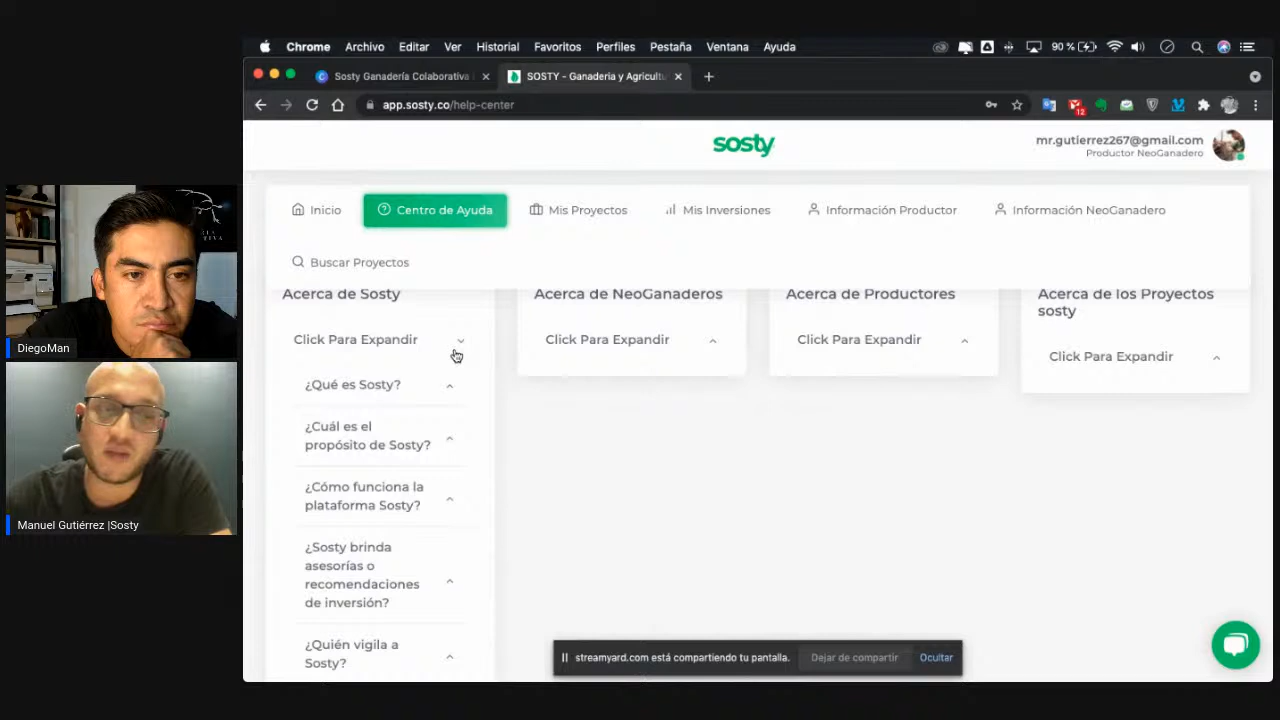 Chrome Archivo Editar Ver Historial Favoritos Perfiles Pestaña Ventana Ayuda 90 %
Sosty Ganadería Colaborativa
SOSTY - Ganaderia y Agricultu
app.sosty.co/help-center
12
sosty
mr.gutierrez267@gmail.com
Productor NeoGanadero
Inicio
Centro de Ayuda
Mis Proyectos
Mis Inversiones
Información Productor
Información NeoGanadero
Buscar Proyectos
Acerca de Sosty
Click Para Expandir
¿Qué es Sosty?
¿Cuál es el
propósito de Sosty?
¿Cómo funciona la
plataforma Sosty?
¿Sosty brinda
asesorías o
recomendaciones
de inversión?
¿Quién vigila a
Sosty?
Acerca de NeoGanaderos
Click Para Expandir
Acerca de Productores
Click Para Expandir
Acerca de los Proyectos
sosty
Click Para Expandir
streamyard.com está compartiendo tu pantalla.
Dejar de compartir
Ocultar
DiegoMan
Manuel Gutiérrez |Sosty